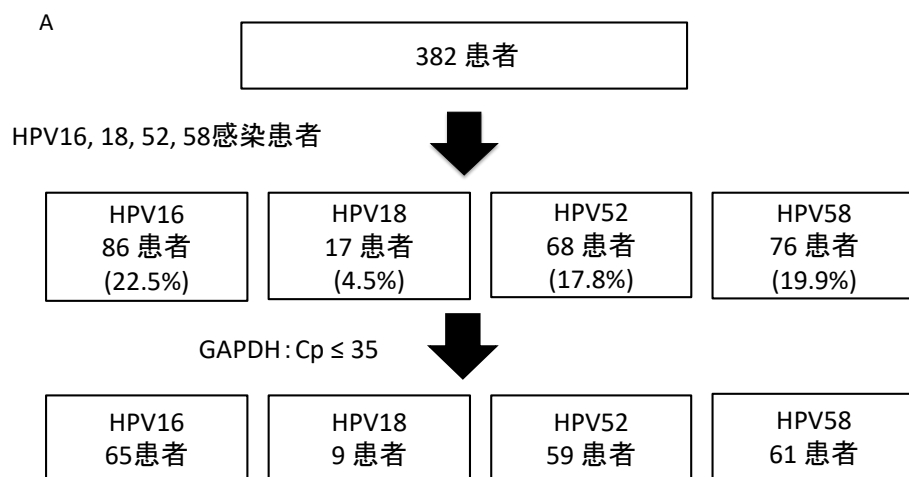 A
382 患者
HPV16, 18, 52, 58感染患者
HPV16
86 患者
(22.5%)
HPV18
17 患者
(4.5%)
HPV52
68 患者
(17.8%)
HPV58
76 患者
(19.9%)
GAPDH：Cp ≤ 35
HPV16
65患者
HPV18
9 患者
HPV52
59 患者
HPV58
61 患者